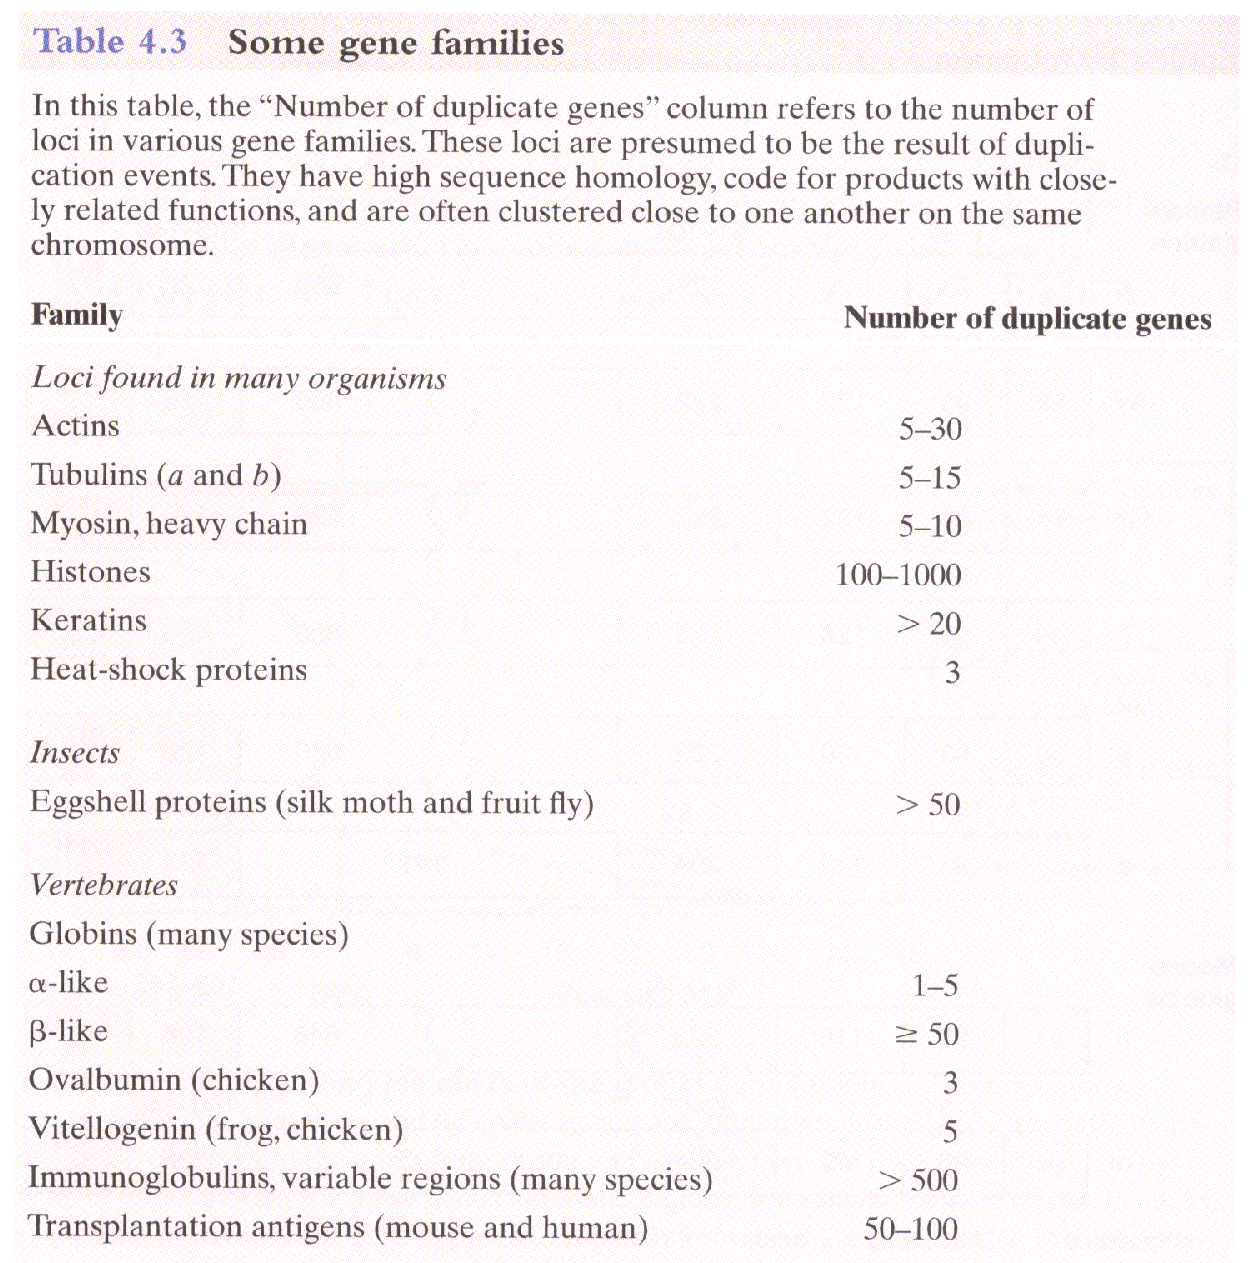 Table 4.3 Some gene families
In this table, the “Number of duplicate genes” column refers to the number of
loci in various gene families. These loci are presumed to be the result of dupli-
cation events. They have high sequence homology, code for products with close-
ly related functions, and are often clustered close to one another on the same
chromosome.
Family Number of duplicate genes
Loci found in many organisms
Actins 5–30
Tubulins (a and b) 5–15
Myosin, heavy chain 5–10
Histones 100–1000
Keratins > 20
Heat-shock proteins 3
Insects
Eggshell proteins (silk moth and fruit fly) > 50
Vertebrates
Globins (many species)
α-like 1–5
β-like ≥ 50
Ovalbumin (chicken) 3
Vitellogenin (frog, chicken) 5
Immunoglobulins, variable regions (many species) > 500
Transplantation antigens (mouse and human) 50–100